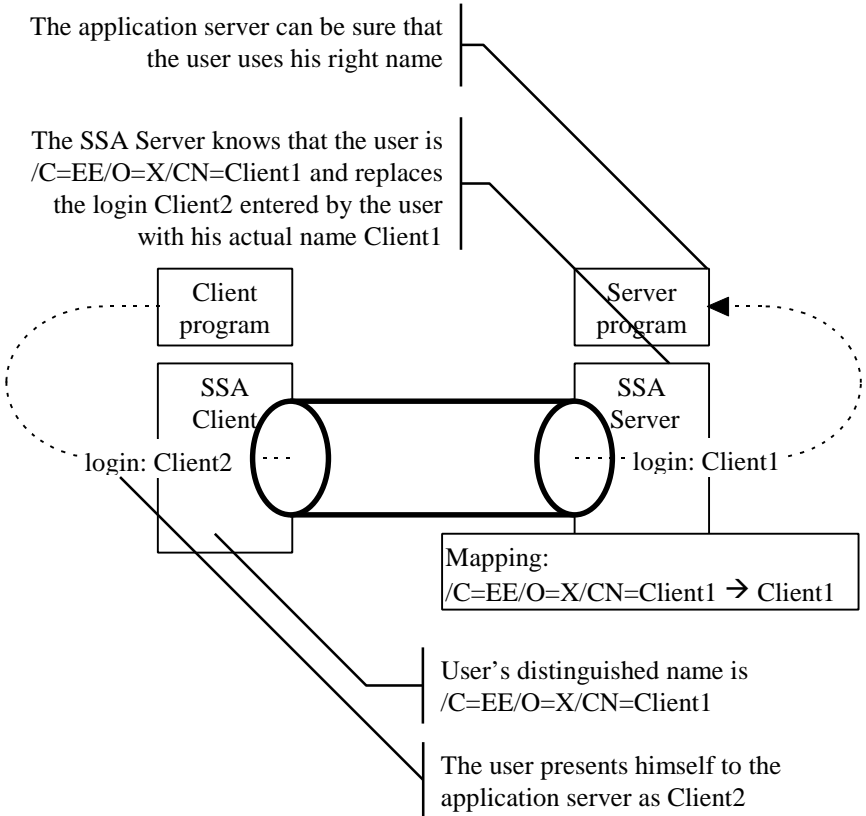 The application server can be sure that
the user uses his right name
The SSA Server knows that the user is
/C=EE/O=X/CN=Client1 and replaces
the login Client2 entered by the user
with his actual name Client1
Client
program
Server
program
SSA
Client
SSA
Server
login: Client2
login: Client1
Mapping:
/C=EE/O=X/CN=Client1 → Client1
User's distinguished name is
/C=EE/O=X/CN=Client1
The user presents himself to the
application server as Client2